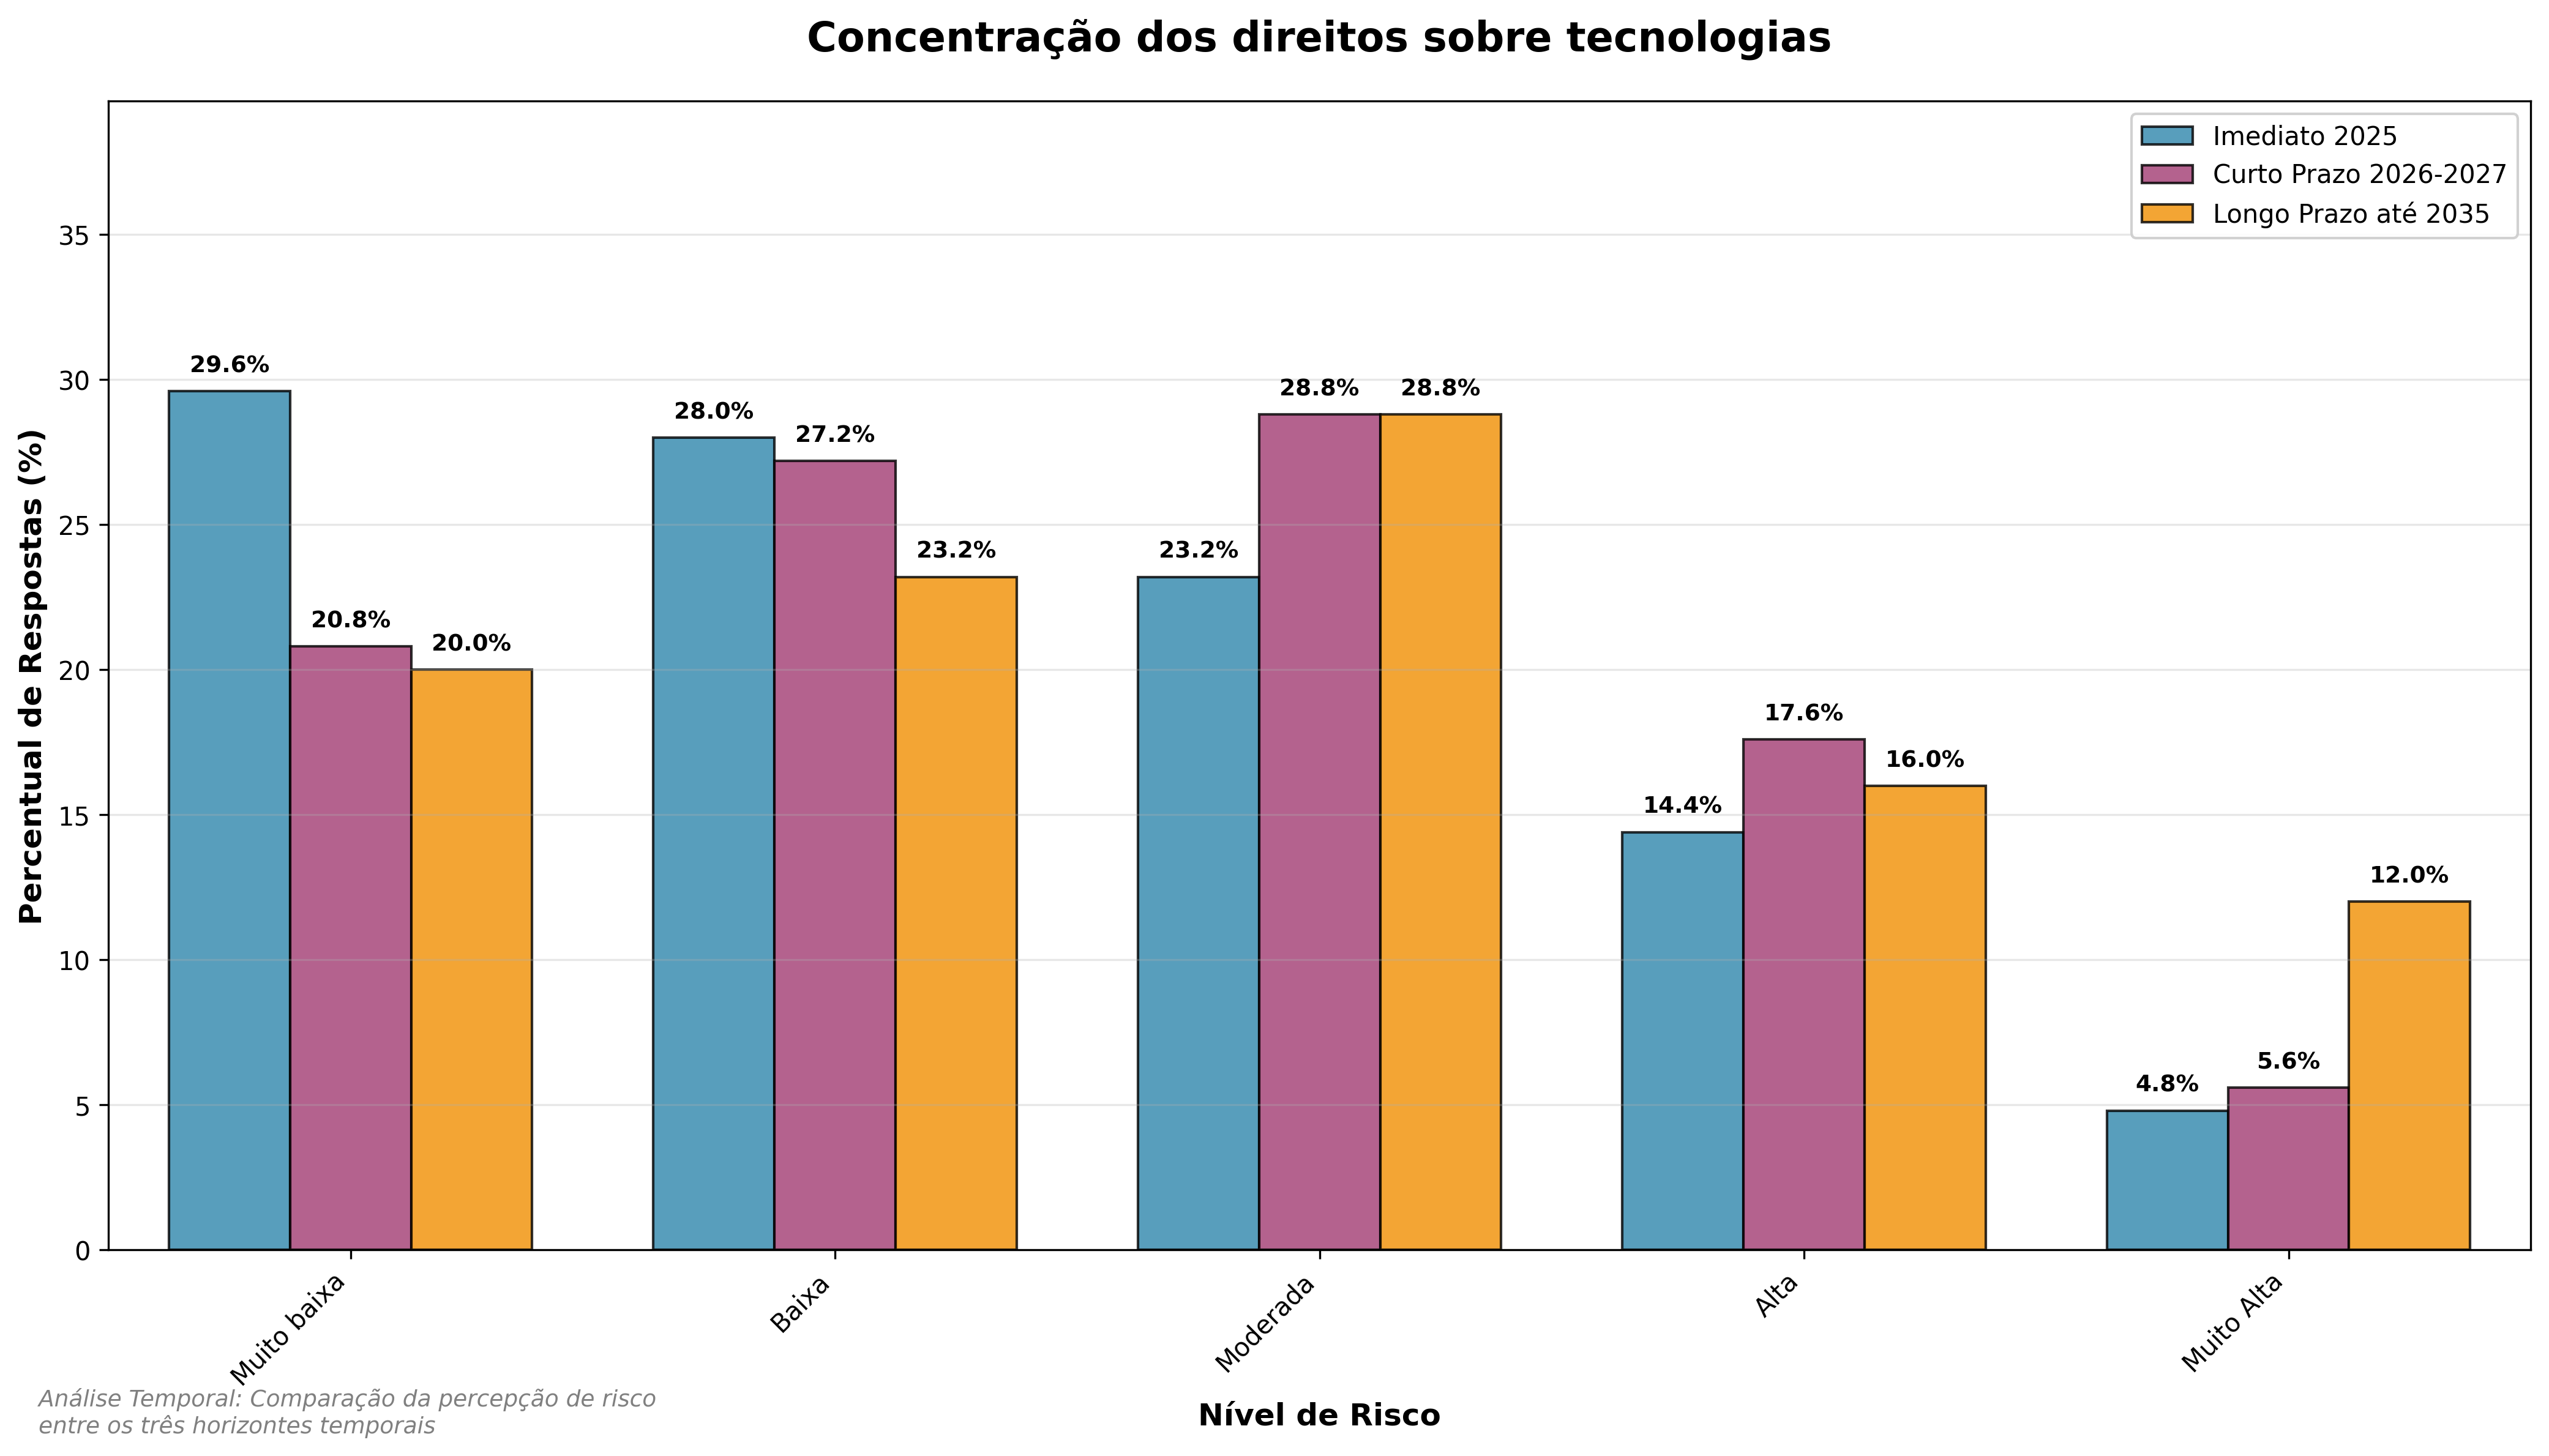 Concentração dos direitos sobre tecnologias
Imediato 2025
Curto Prazo 2026-2027
Longo Prazo até 2035
Percentual de Respostas (%)
35
30
25
20
15
10
5
0
29.6%
20.8%
20.0%
28.0%
27.2%
23.2%
23.2%
28.8%
28.8%
14.4%
17.6%
16.0%
4.8%
5.6%
12.0%
Muito baixa
Baixa
Moderada
Alta
Muito Alta
Nível de Risco
Análise Temporal: Comparação da percepção de risco
entre os três horizontes temporais